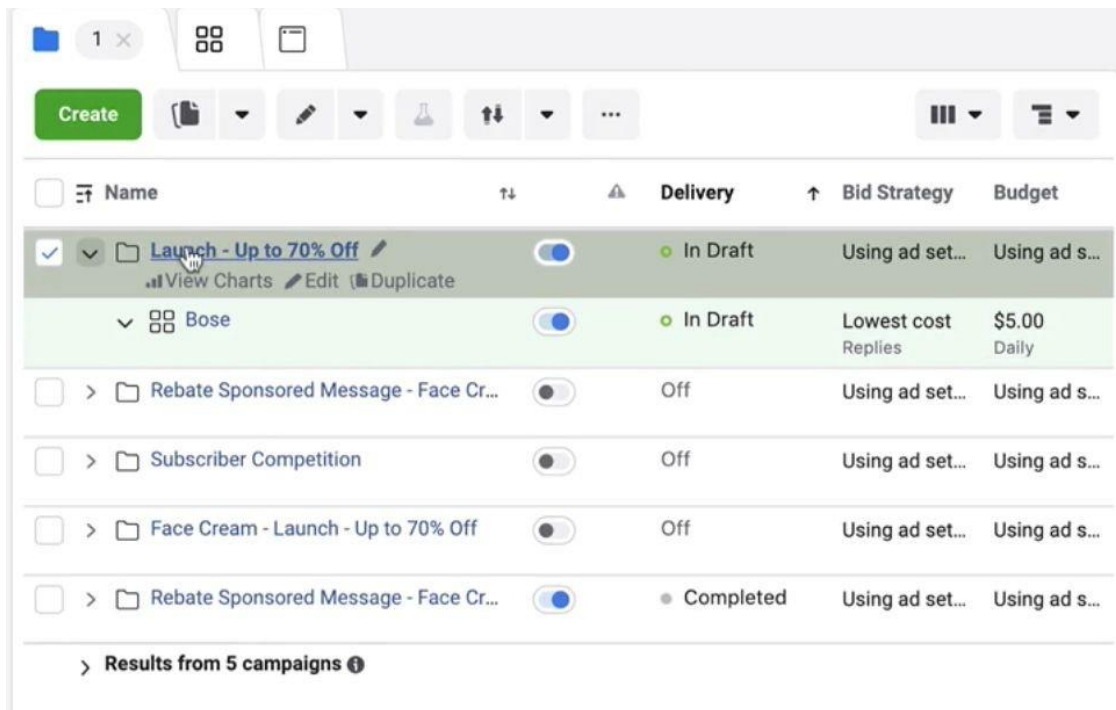 1 ×
Create
Name Delivery Bid Strategy Budget
Launch - Up to 70% Off In Draft Using ad set... Using ad s...
View Charts Edit Duplicate
Bose In Draft Lowest cost $5.00
Replies Daily
Rebate Sponsored Message - Face Cr... Off Using ad set... Using ad s...
Subscriber Competition Off Using ad set... Using ad s...
Face Cream - Launch - Up to 70% Off Off Using ad set... Using ad s...
Rebate Sponsored Message - Face Cr... Completed Using ad set... Using ad s...
Results from 5 campaigns